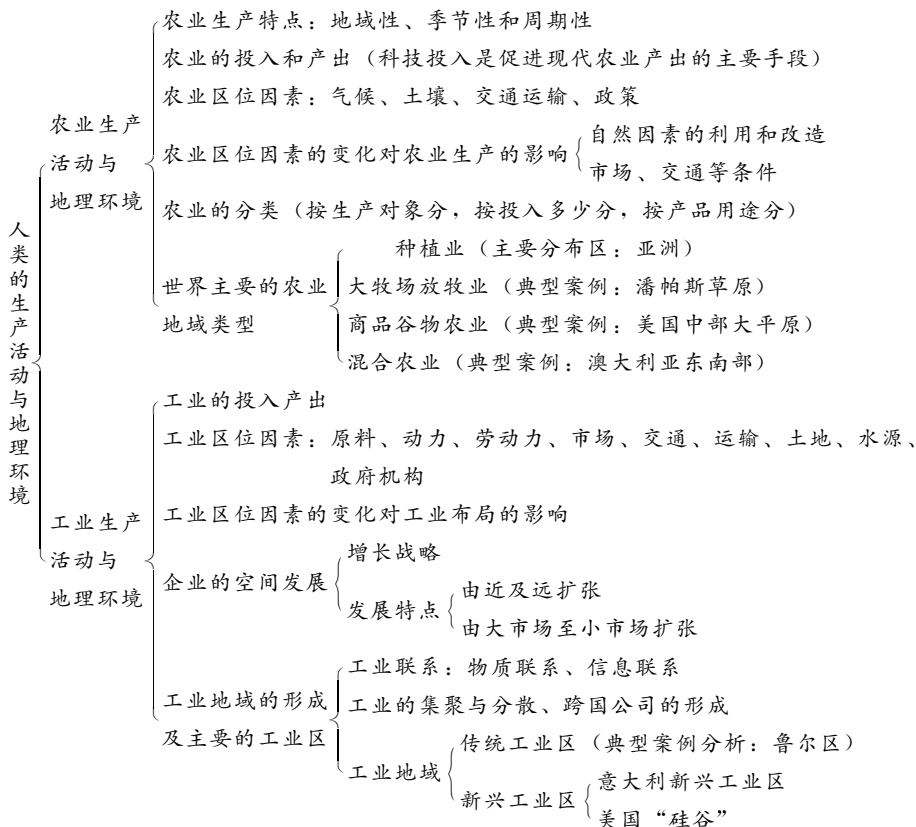 人类的生产活动与地理环境
农业生产
活动与
地理环境
农业生产特点：地域性、季节性和周期性
农业的投入和产出（科技投入是促进现代农业产出的主要手段）
农业区位因素：气候、土壤、交通运输、政策
农业区位因素的变化对农业生产的影响
自然因素的利用和改造
市场、交通等条件
农业的分类（按生产对象分，按投入多少分，按产品用途分）
世界主要的农业
地域类型
种植业（主要分布区：亚洲）
大牧场放牧业（典型案例：潘帕斯草原）
商品谷物农业（典型案例：美国中部大平原）
混合农业（典型案例：澳大利亚东南部）
工业生产
活动与
地理环境
工业的投入产出
工业区位因素：原料、动力、劳动力、市场、交通、运输、土地、水源、
政府机构
工业区位因素的变化对工业布局的影响
企业的空间发展
增长战略
发展特点
由近及远扩张
由大市场至小市场扩张
工业地域的形成
及主要的工业区
工业联系：物质联系、信息联系
工业的集聚与分散、跨国公司的形成
工业地域
传统工业区（典型案例分析：鲁尔区）
新兴工业区
意大利新兴工业区
美国“硅谷”